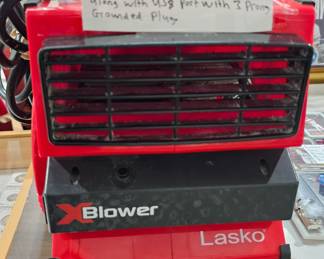 along with USB Port with 3 Prong
Grounded Plug
XBlower
Lasko